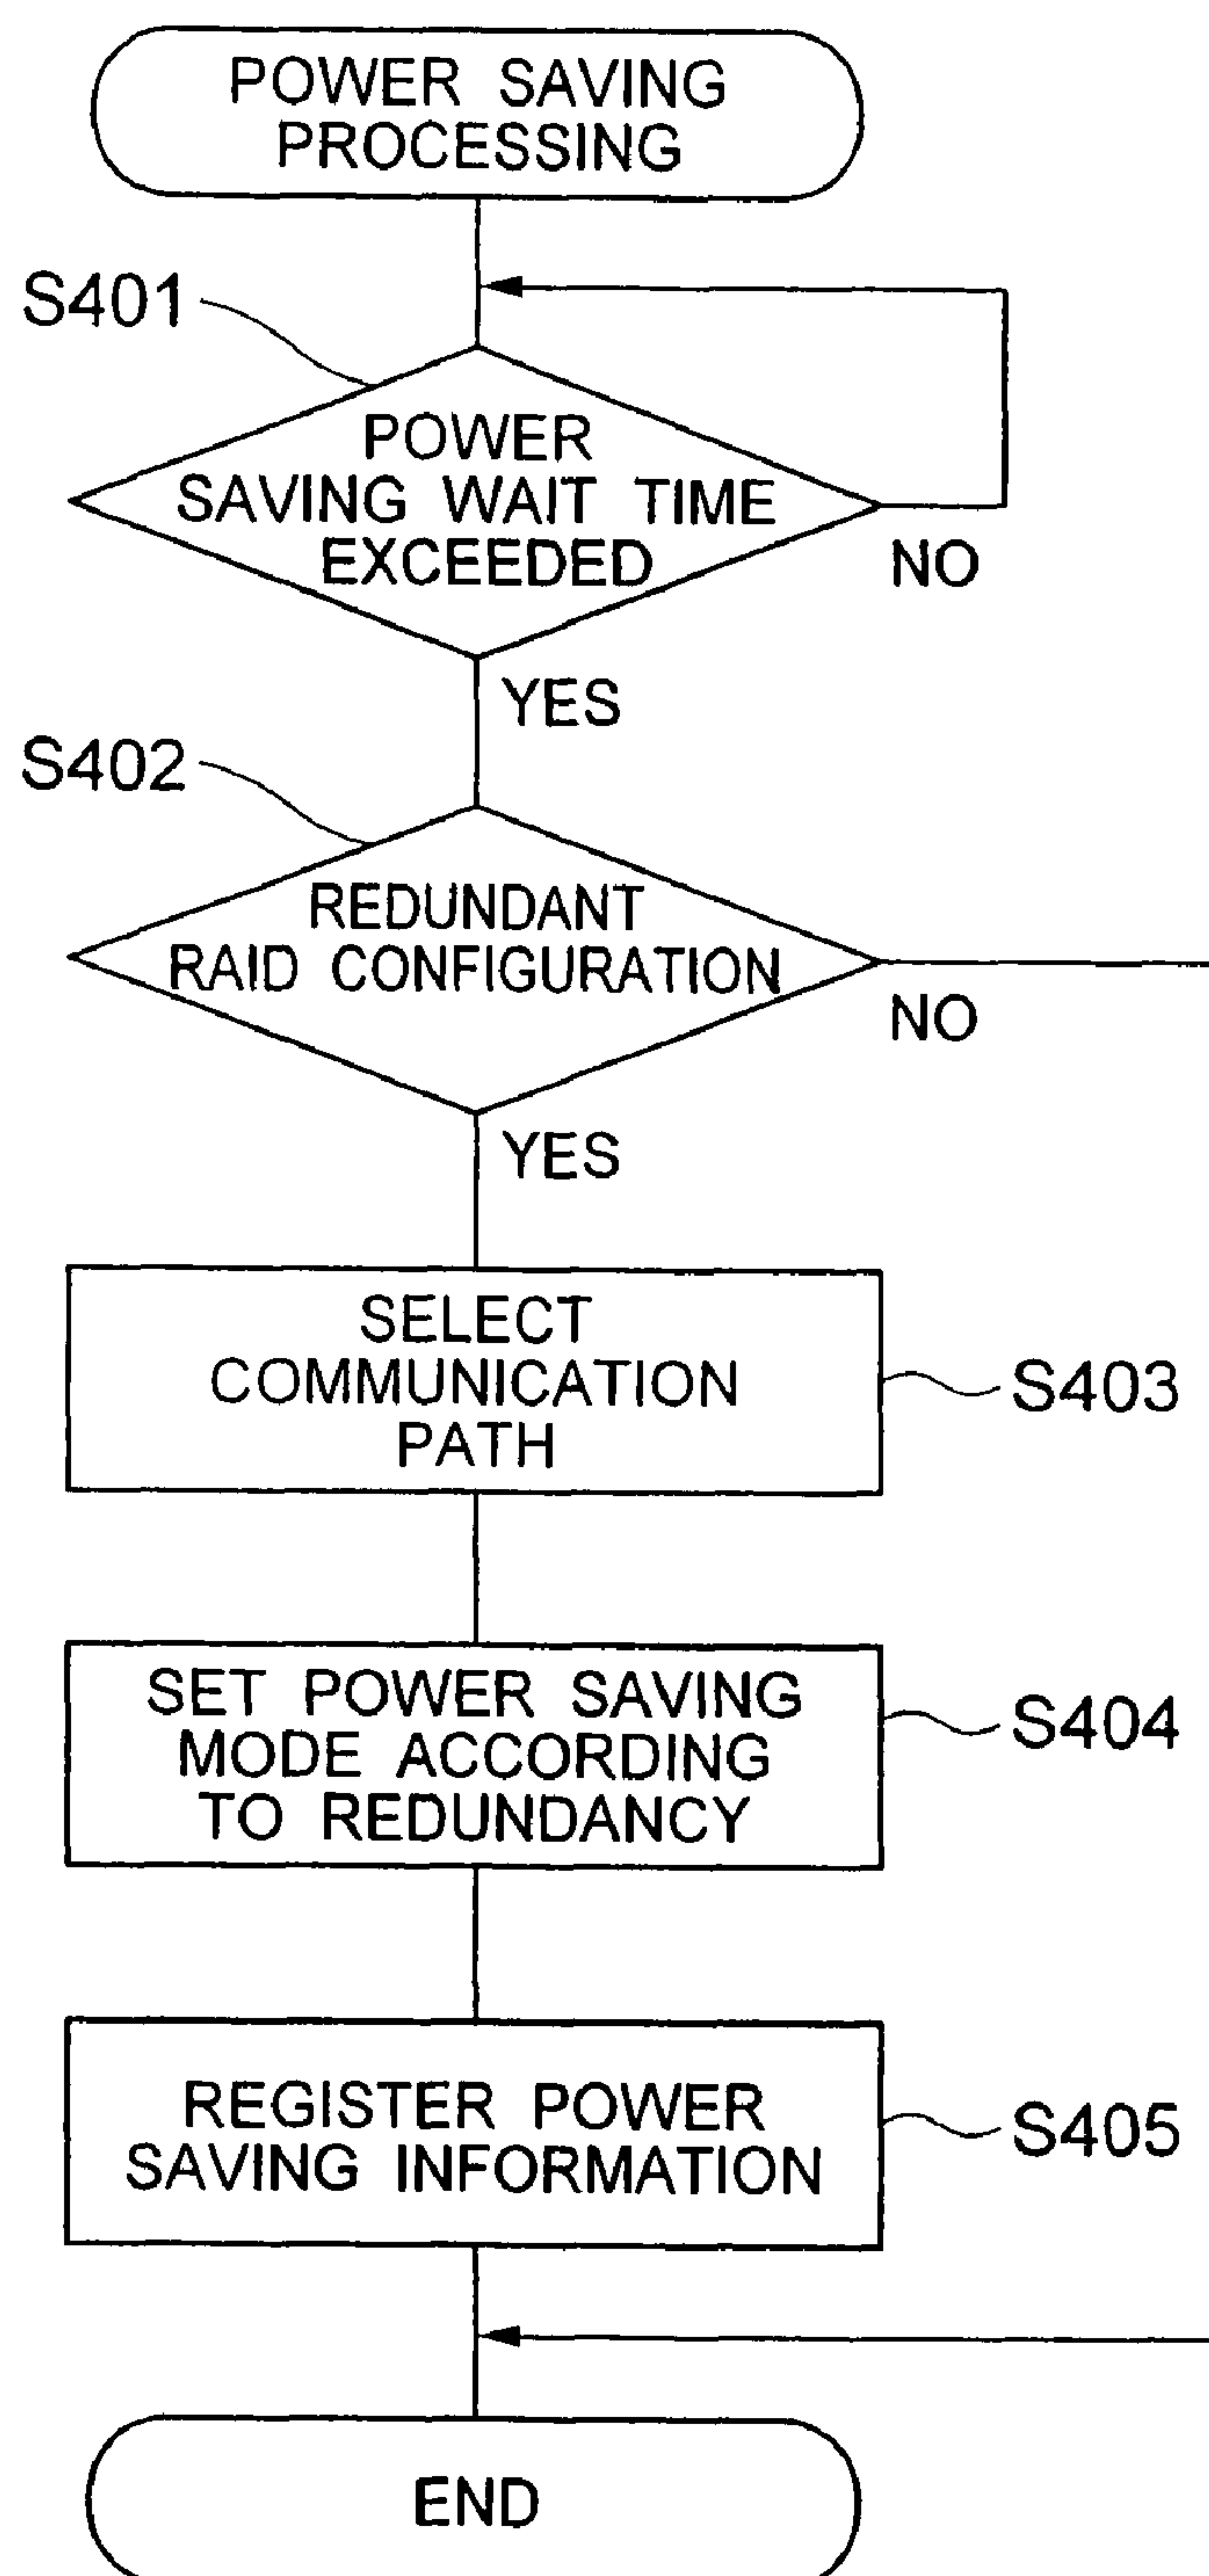 POWER SAVING
PROCESSING
S401
POWER
SAVING WAIT TIME
EXCEEDED
NO
YES
S402
REDUNDANT
RAID CONFIGURATION
NO
YES
SELECT
COMMUNICATION
PATH
S403
SET POWER SAVING
MODE ACCORDING
TO REDUNDANCY
S404
REGISTER POWER
SAVING INFORMATION
S405
END